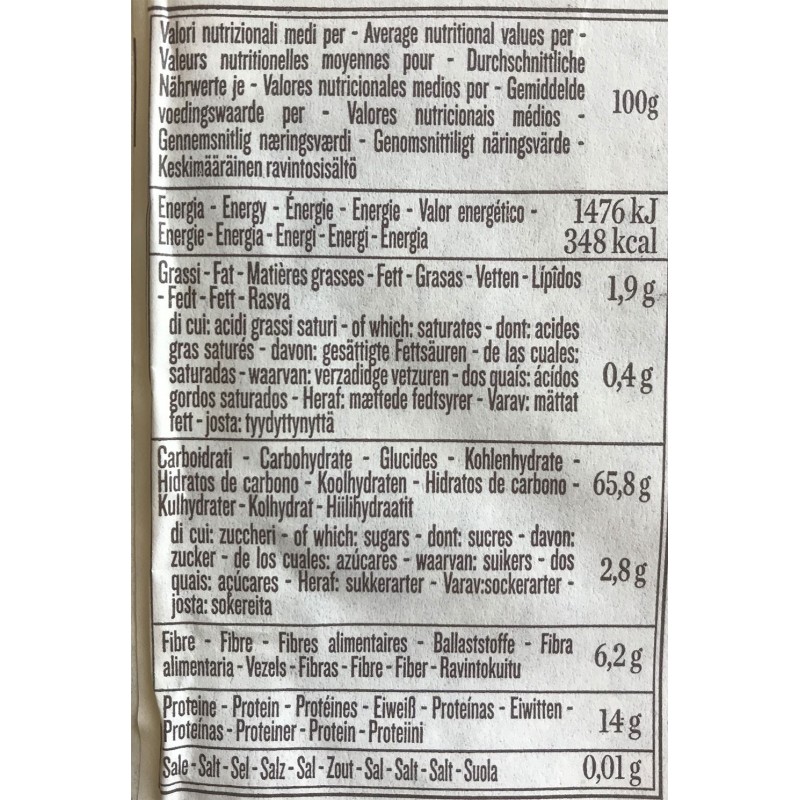 Valori nutrizionali medi per - Average nutritional values per -
Valeurs nutritionelles moyennes pour - Durchschnittliche
Nährwerte je - Valores nutricionales medios por - Gemiddelde
voedingswaarde per - Valores nutricionais médios -
Gennemsnitlig næringsværdi - Genomsnittiligt näringsvärde -
Keskimääräinen ravintosisältö
100g
Energia - Energy - Énergie - Energie - Valor energético -
Energie - Energia - Energi - Energi - Energia
1476 kJ
348 kcal
Grassi - Fat - Matières grasses - Fett - Grasas - Vetten - Lípîdos
- Fedt - Fett - Rasva
1,9 g
di cui: acidi grassi saturi - of which: saturates - dont: acides
gras saturés - davon: gesättigte Fettsäuren - de las cuales:
saturadas - waarvan: verzadidge vetzuren - dos quaís: ácídos
gordos saturados - Heraf: mættede fedtsyrer - Varav: mättat
fett - josta: tyydyttynyttä
0,4 g
Carboidrati - Carbohydrate - Glucides - Kohlenhydrate -
Hidratos de carbono - Koolhydraten - Hidratos de carbono -
Kulhydrater - Kolhydrat - Hiilihydraatit
65,8 g
di cui: zuccheri - of which: sugars - dont: sucres - davon:
zucker - de los cuales: azúcares - waarvan: suikers - dos
quais: açúcares - Heraf: sukkerarter - Varav:sockerarter -
josta: sokereita
2,8 g
Fibre - Fibre - Fibres alimentaires - Ballaststoffe - Fibra
alimentaria - Vezels - Fibras - Fibre - Fiber - Ravintokuitu
6,2 g
Proteine - Protein - Protéines - Eiweiß - Proteínas - Eiwitten -
Proteínas - Proteiner - Protein - Proteiini
14 g
Sale - Salt - Sel - Salz - Sal - Zout - Sal - Salt - Salt - Suola
0,01 g